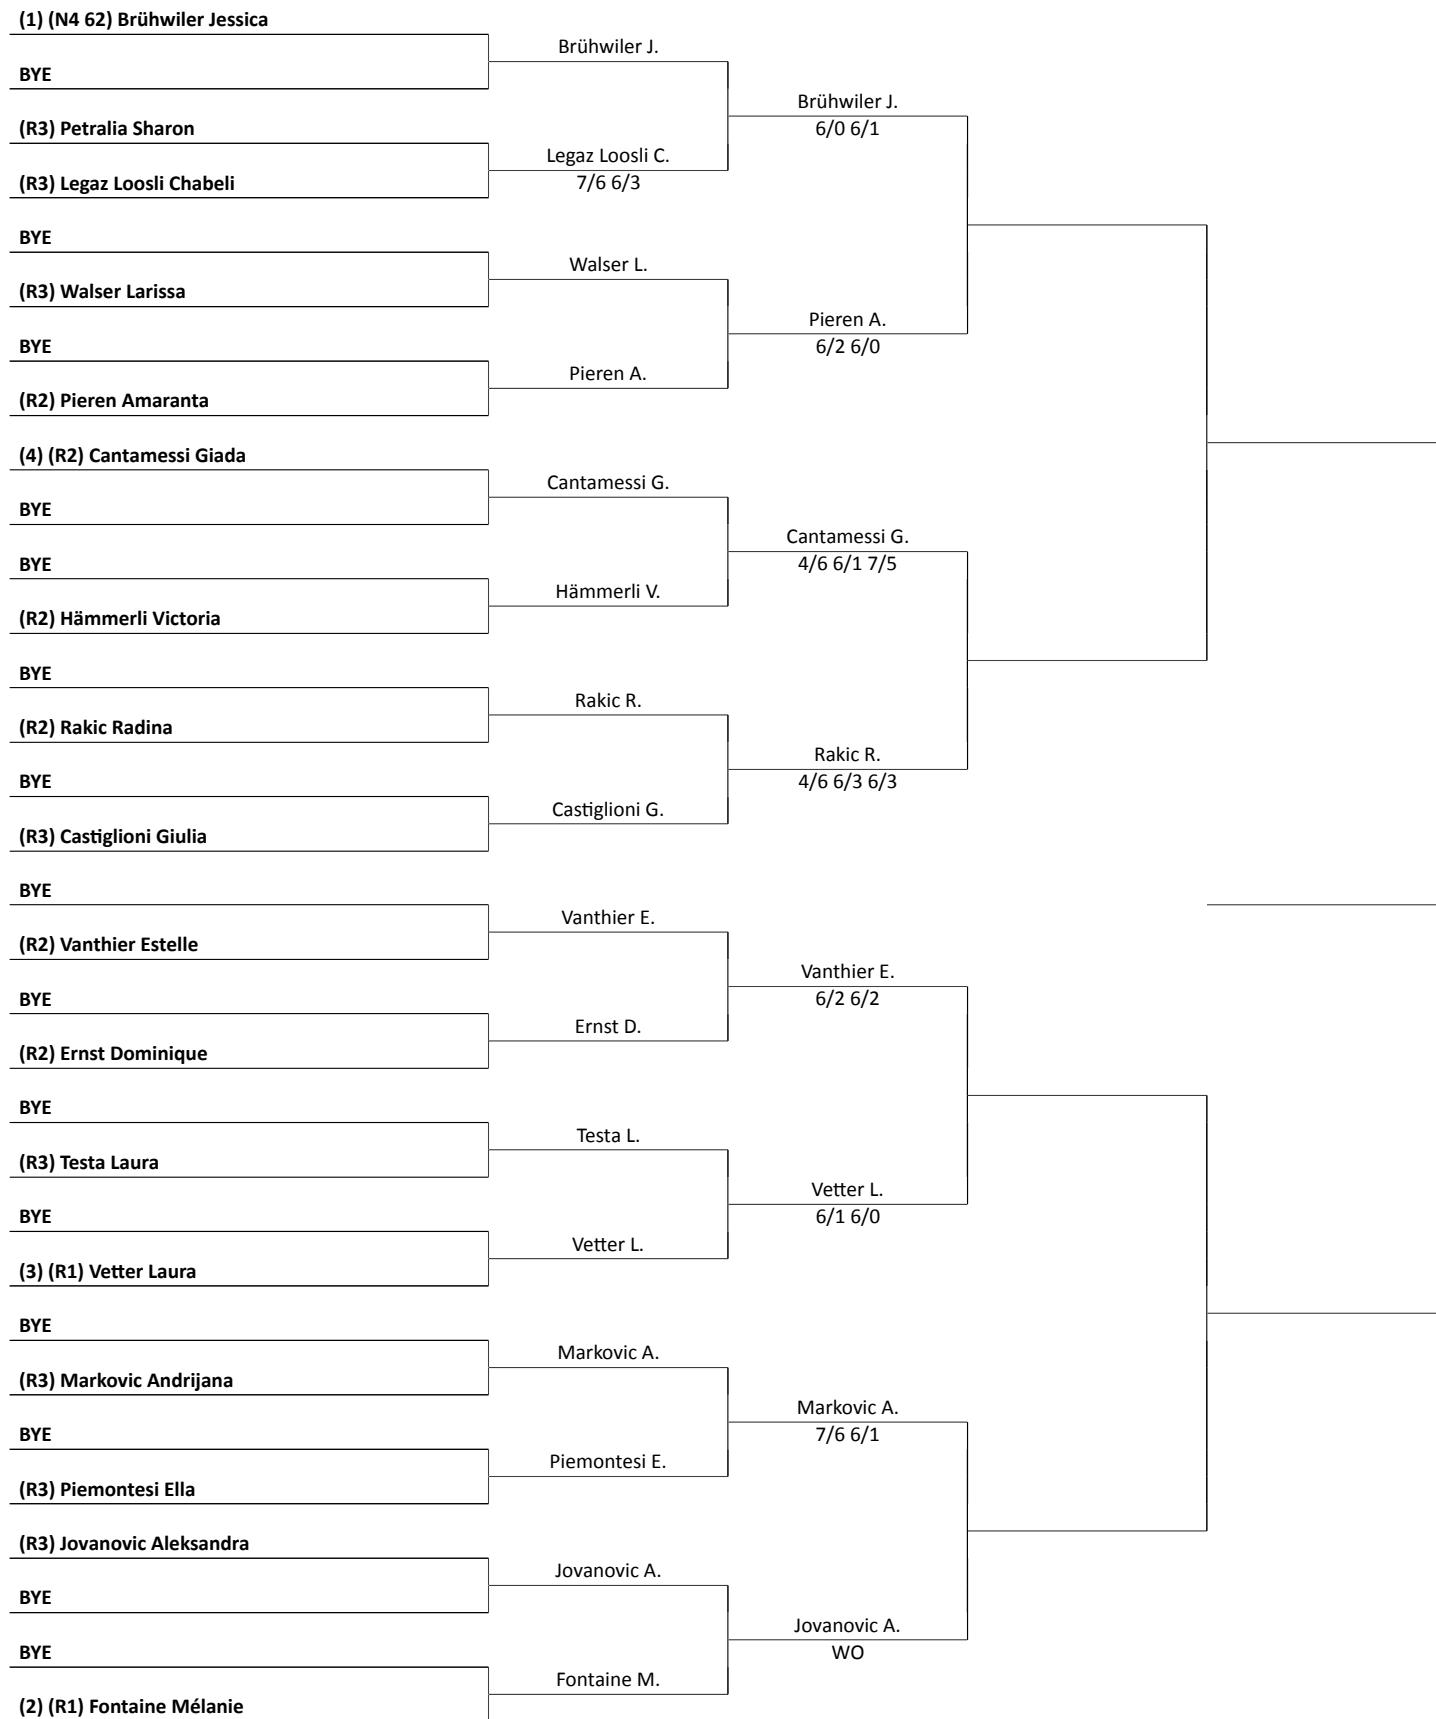 (1) (N4 62) Brühwiler Jessica
Brühwiler J.
BYE
Brühwiler J.
(R3) Petralia Sharon
6/0 6/1
Legaz Loosli C.
(R3) Legaz Loosli Chabeli
7/6 6/3
BYE
Walser L.
(R3) Walser Larissa
Pieren A.
BYE
6/2 6/0
Pieren A.
(R2) Pieren Amaranta
(4) (R2) Cantamessi Giada
Cantamessi G.
BYE
Cantamessi G.
BYE
4/6 6/1 7/5
Hämmerli V.
(R2) Hämmerli Victoria
BYE
Rakic R.
(R2) Rakic Radina
Rakic R.
BYE
4/6 6/3 6/3
Castiglioni G.
(R3) Castiglioni Giulia
BYE
Vanthier E.
(R2) Vanthier Estelle
Vanthier E.
BYE
6/2 6/2
Ernst D.
(R2) Ernst Dominique
BYE
Testa L.
(R3) Testa Laura
Vetter L.
BYE
6/1 6/0
Vetter L.
(3) (R1) Vetter Laura
BYE
Markovic A.
(R3) Markovic Andrijana
Markovic A.
BYE
7/6 6/1
Piemontesi E.
(R3) Piemontesi Ella
(R3) Jovanovic Aleksandra
Jovanovic A.
BYE
Jovanovic A.
BYE
WO
Fontaine M.
(2) (R1) Fontaine Mélanie